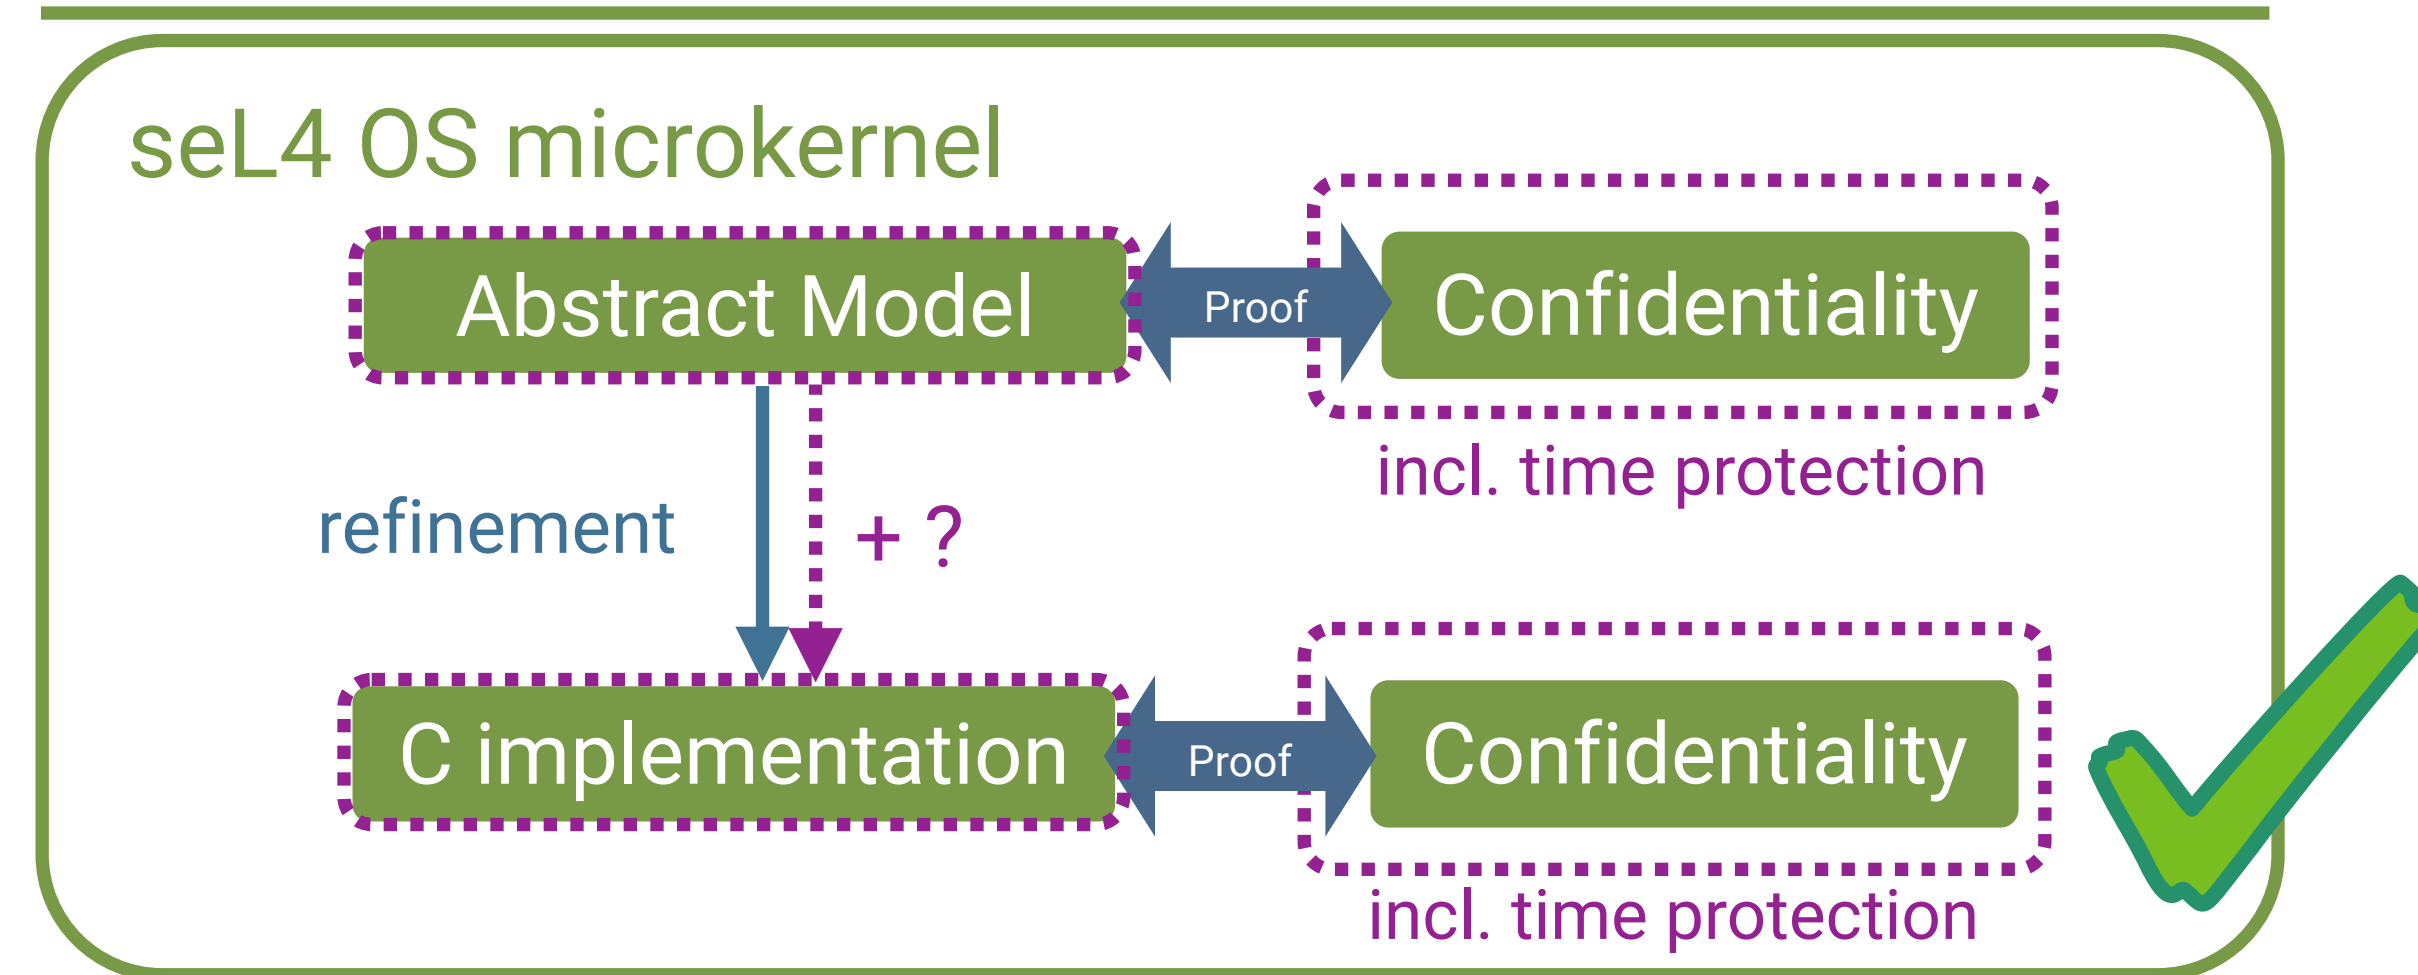 seL4 OS microkernel
Abstract Model
Proof
Confidentiality
incl. time protection
refinement
+ ?
C implementation
Proof
Confidentiality
incl. time protection